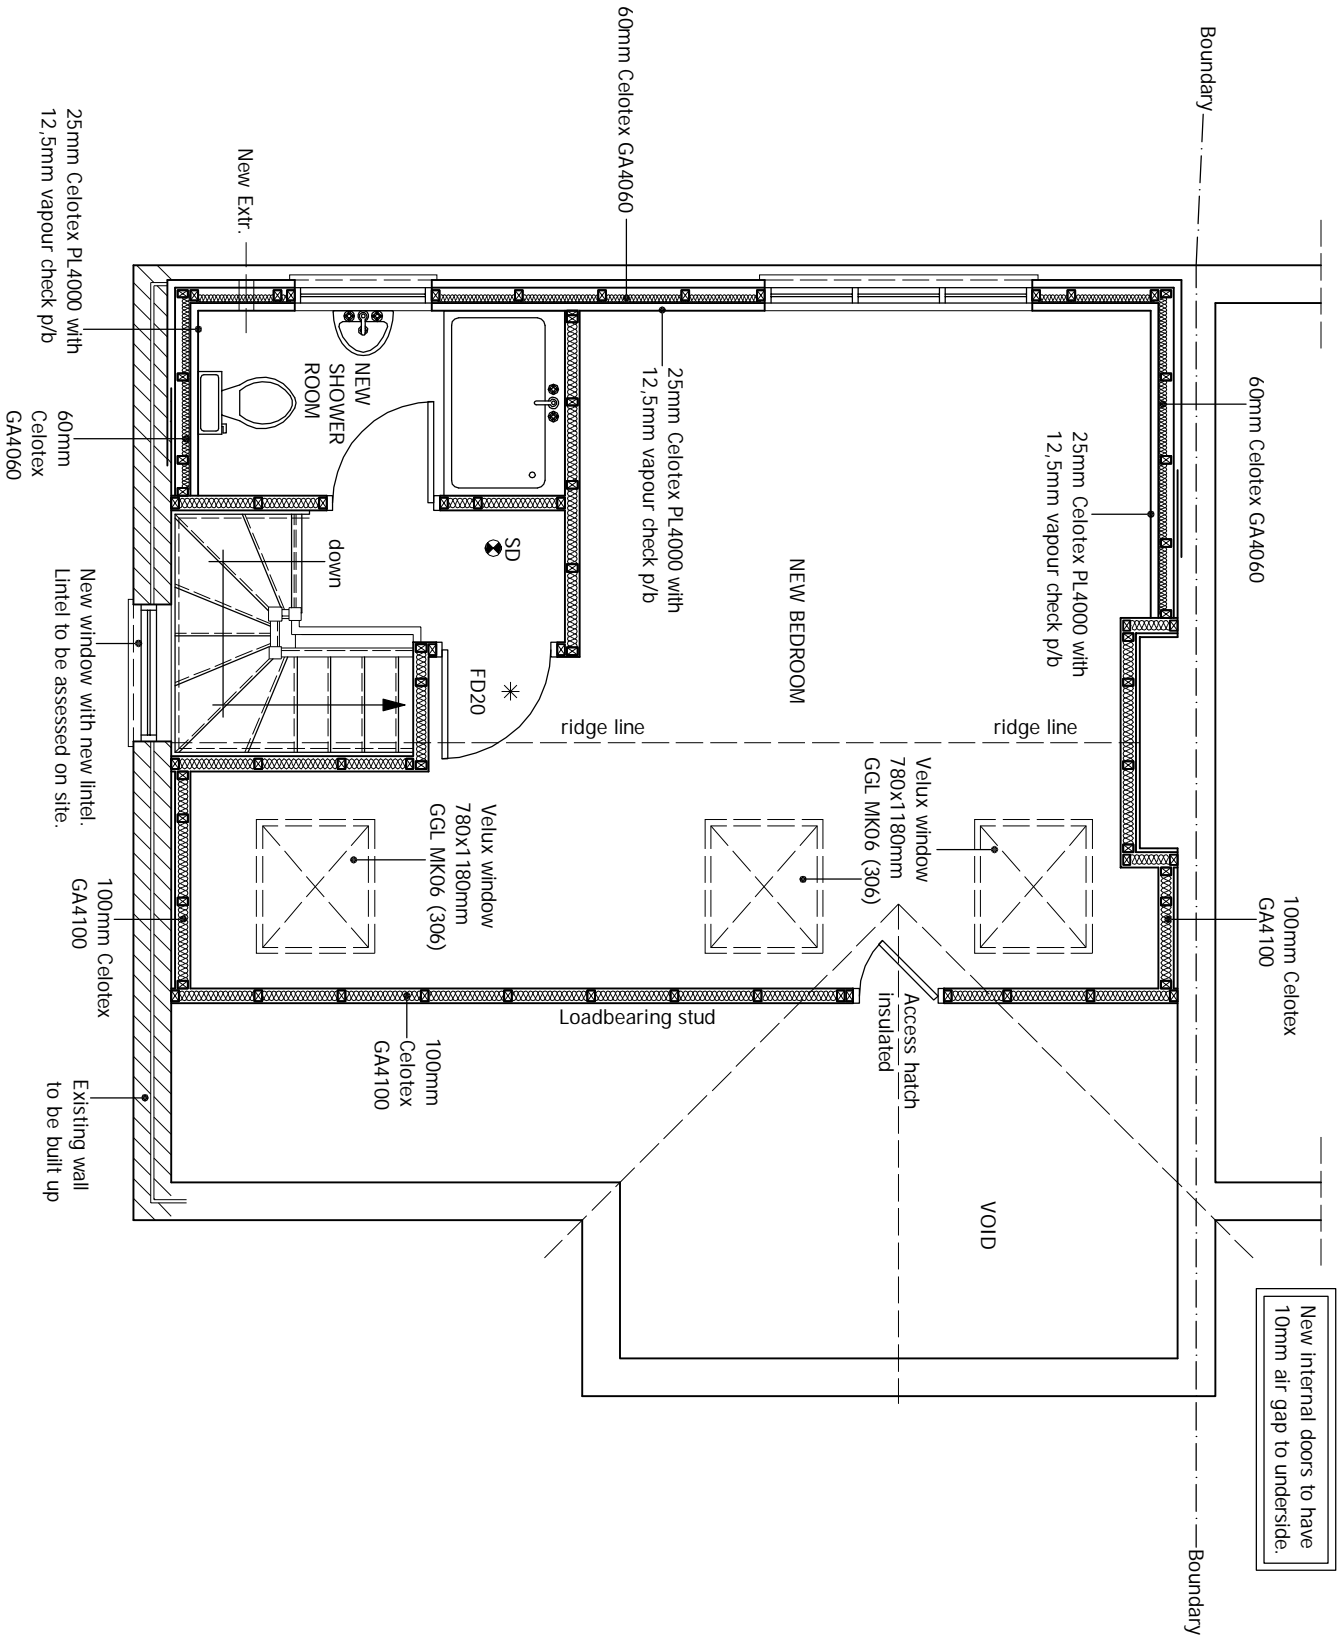 Boundary
60mm Celotex GA4060
New Extr.
25mm Celotex PL4000 with
12,5mm vapour check p/b
60mm Celotex GA4060
25mm Celotex PL4000 with
12,5mm vapour check p/b
25mm Celotex PL4000 with
12,5mm vapour check p/b
NEW
SHOWER
ROOM
60mm
Celotex
GA4060
SD
down
NEW BEDROOM
FD20
*
ridge line
ridge line
New window with new lintel.
Lintel to be assessed on site.
Velux window
780x1180mm
GGL MK06 (306)
Velux window
780x1180mm
GGL MK06 (306)
100mm Celotex
GA4100
100mm Celotex
GA4100
Loadbearing stud
Access hatch
insulated
100mm
Celotex
GA4100
Existing wall
to be built up
VOID
New internal doors to have
10mm air gap to underside.
Boundary